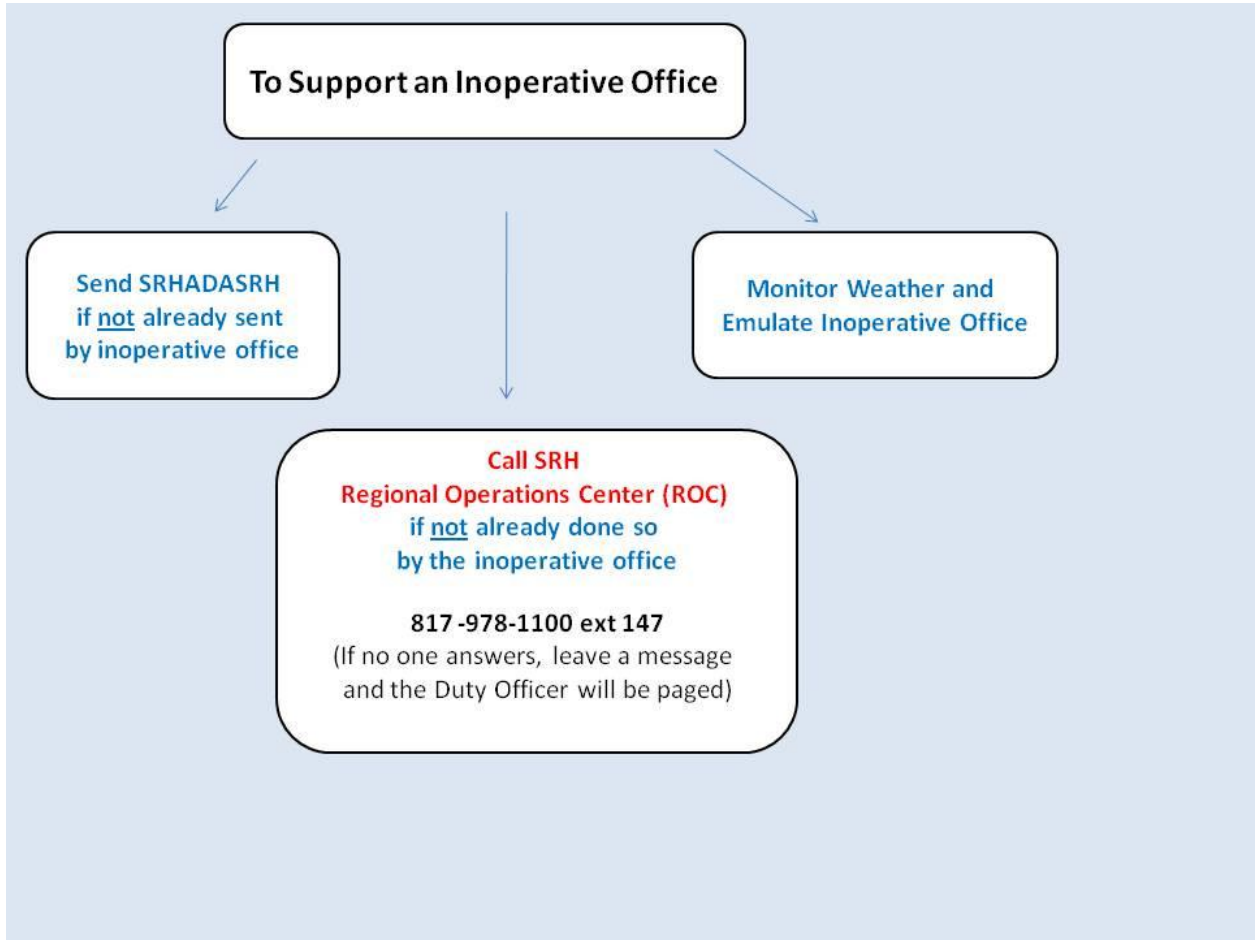 To Support an Inoperative Office
Send SRHADASRH
if not already sent
by inoperative office
Monitor Weather and
Emulate Inoperative Office
Call SRH
Regional Operations Center (ROC)
if not already done so
by the inoperative office
817 -978-1100 ext 147
(If no one answers, leave a message
and the Duty Officer will be paged)